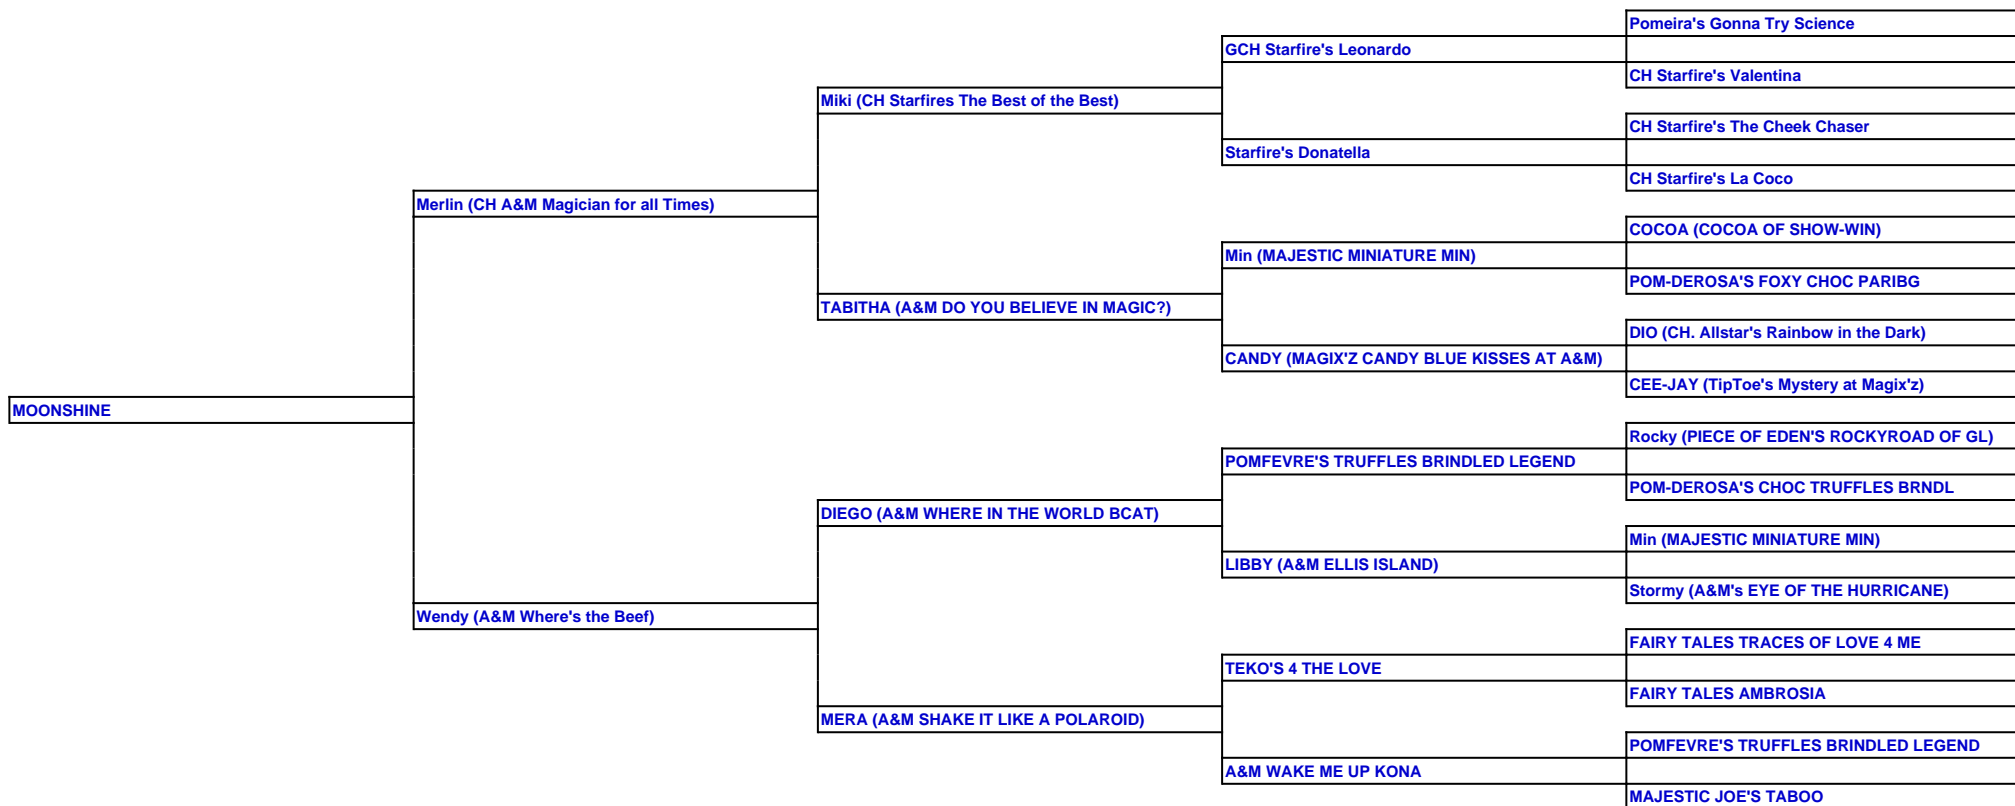 Pomeira's Gonna Try Science
GCH Starfire's Leonardo
CH Starfire's Valentina
Miki (CH Starfires The Best of the Best)
CH Starfire's The Cheek Chaser
Starfire's Donatella
CH Starfire's La Coco
Merlin (CH A&M Magician for all Times)
COCOA (COCOA OF SHOW-WIN)
Min (MAJESTIC MINIATURE MIN)
POM-DEROSA'S FOXY CHOC PARIBG
TABITHA (A&M DO YOU BELIEVE IN MAGIC?)
DIO (CH. Allstar's Rainbow in the Dark)
CANDY (MAGIX'Z CANDY BLUE KISSES AT A&M)
CEE-JAY (TipToe's Mystery at Magix'z)
MOONSHINE
Rocky (PIECE OF EDEN'S ROCKYROAD OF GL)
POMFEVRE'S TRUFFLES BRINDLED LEGEND
POM-DEROSA'S CHOC TRUFFLES BRNDL
DIEGO (A&M WHERE IN THE WORLD BCAT)
Min (MAJESTIC MINIATURE MIN)
LIBBY (A&M ELLIS ISLAND)
Stormy (A&M's EYE OF THE HURRICANE)
Wendy (A&M Where's the Beef)
FAIRY TALES TRACES OF LOVE 4 ME
TEKO'S 4 THE LOVE
FAIRY TALES AMBROSIA
MERA (A&M SHAKE IT LIKE A POLAROID)
POMFEVRE'S TRUFFLES BRINDLED LEGEND
A&M WAKE ME UP KONA
MAJESTIC JOE'S TABOO